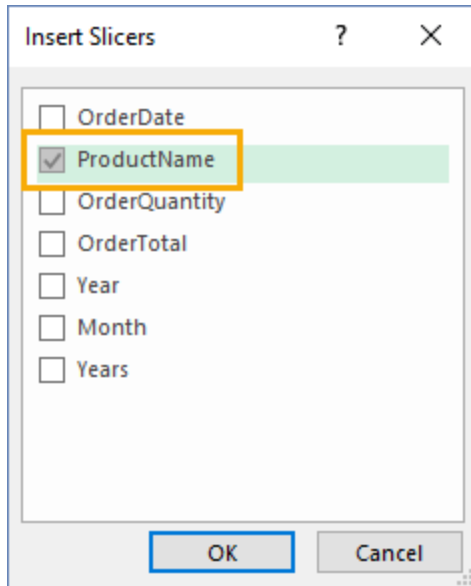 Insert Slicers ?
OrderDate
ProductName
OrderQuantity
OrderTotal
Year
Month
Years
OK Cancel